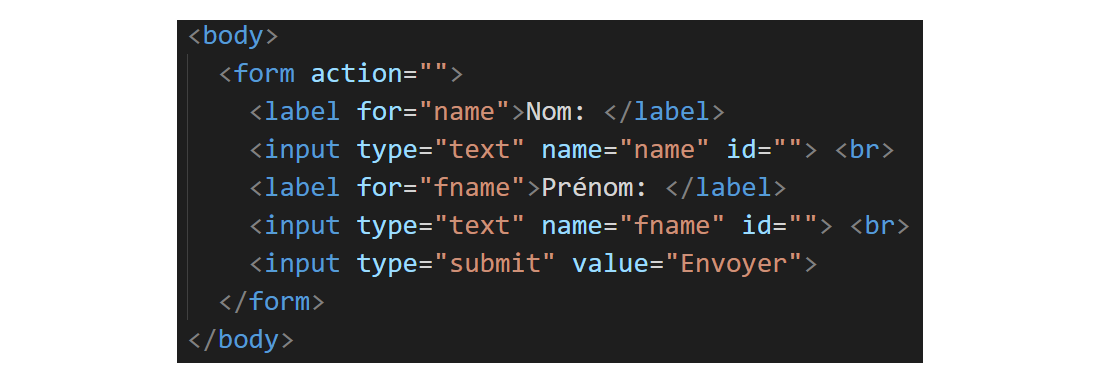 <body>
<form action="">
<label for="name">Nom: </label>
<input type="text" name="name" id=""> <br>
<label for="fname">Prénom: </label>
<input type="text" name="fname" id=""> <br>
<input type="submit" value="Envoyer">
</form>
</body>